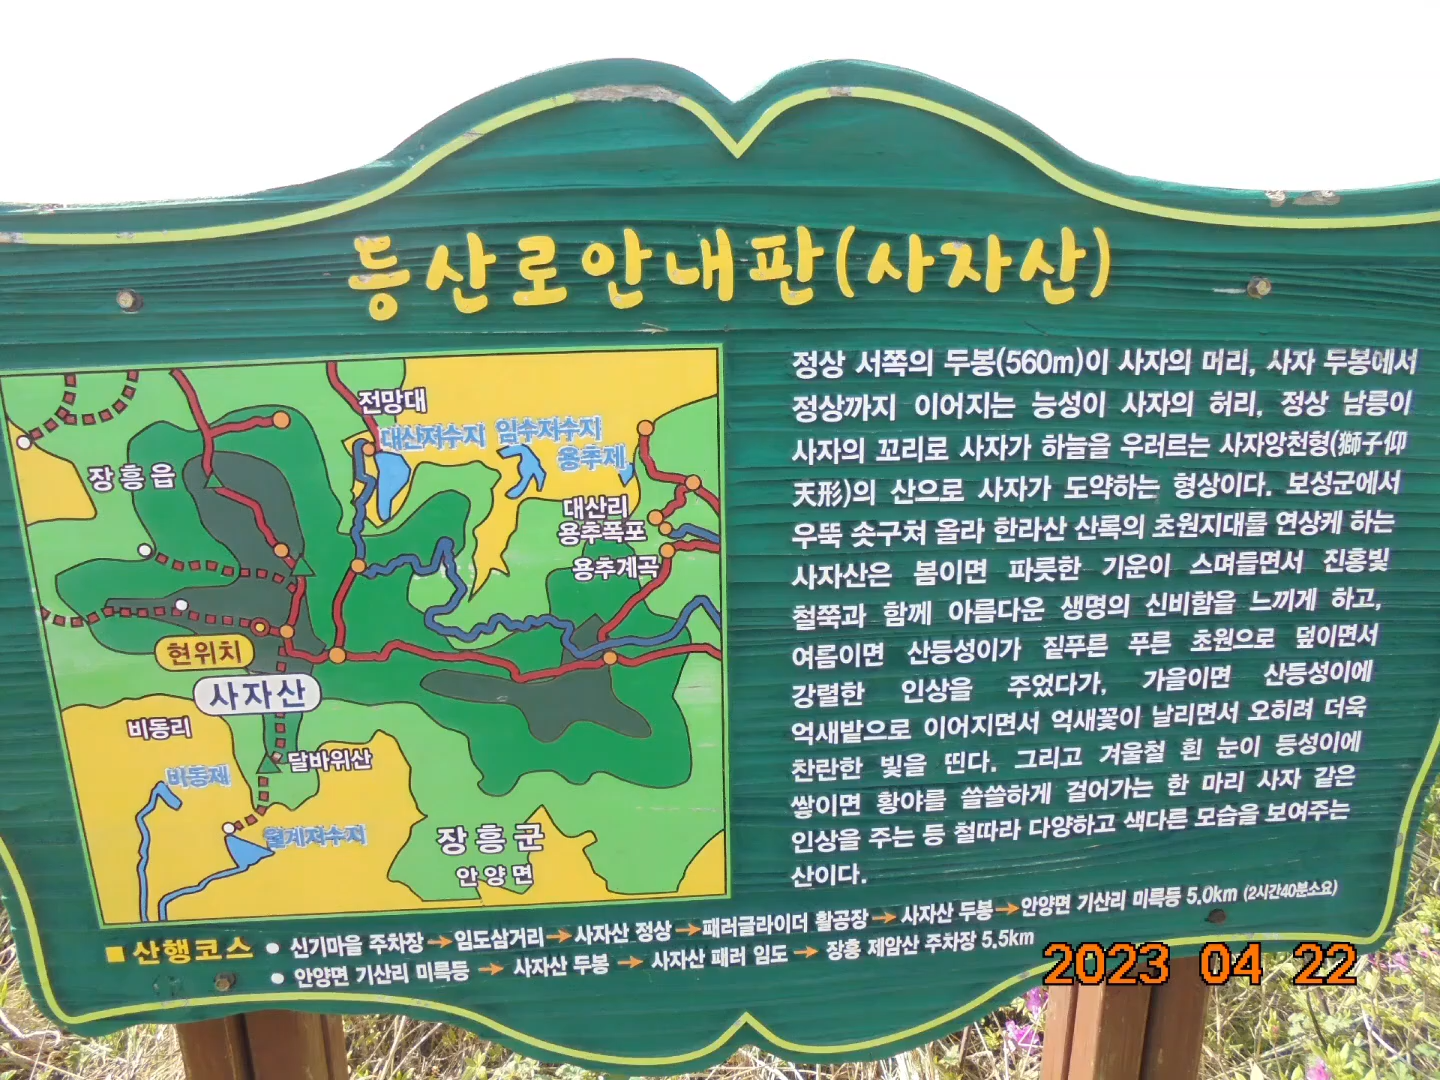 등산로안내판(사자산)
정상 서쪽의 두봉(560m)이 사자의 머리, 사자 두봉에서
정상까지 이어지는 능성이 사자의 허리, 정상 남릉이
사자의 꼬리로 사자가 하늘을 우러르는 사자앙천형(獅子仰
天形)의 산으로 사자가 도약하는 형상이다. 보성군에서
우뚝 솟구쳐 올라 한라산 산록의 초원지대를 연상케 하는
사자산은 봄이면 파릇한 기운이 스며들면서 진홍빛
철쭉과 함께 아름다운 생명의 신비함을 느끼게 하고,
여름이면 산등성이가 짙푸른 푸른 초원으로 덮이면서
강렬한 인상을 주었다가, 가을이면 산등성이에
억새밭으로 이어지면서 억새꽃이 날리면서 오히려 더욱
찬란한 빛을 띤다. 그리고 겨울철 흰 눈이 등성이에
쌓이면 황야를 쓸쓸하게 걸어가는 한 마리 사자 같은
인상을 주는 등 철따라 다양하고 색다른 모습을 보여주는
산이다.
전망대
대산저수지 임수저수지
용추제
장흥읍
대산리
용추폭포
용추계곡
현위치
사자산
비동리
달바위산
비동제
월계저수지
장흥군
안양면
■ 산행코스 ● 신기마을 주차장→임도삼거리→사자산 정상→패러글라이더 활공장→사자산 두봉→안양면 기산리 미륵등 5.0km (2시간40분소요)
● 안양면 기산리 미륵등 → 사자산 두봉 → 사자산 패러 임도 → 장흥 제암산 주차장 5.5km
2023 04 22